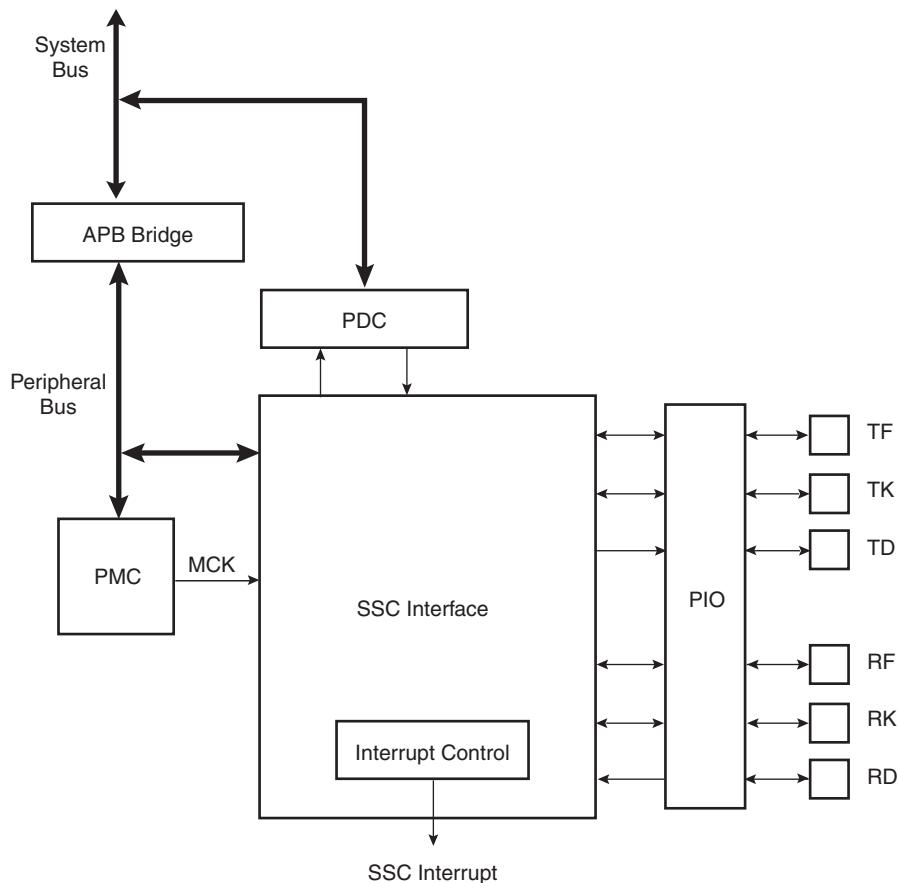 System
Bus
APB Bridge
PDC
Peripheral
Bus
PMC
MCK
SSC Interface
Interrupt Control
SSC Interrupt
PIO
TF
TK
TD
RF
RK
RD